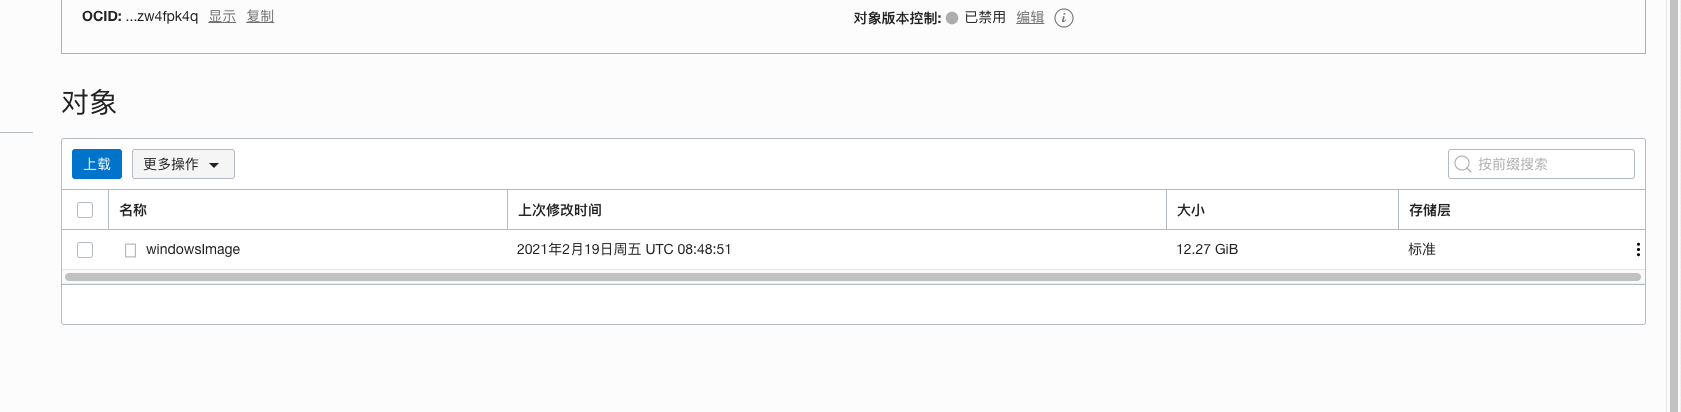 OCID: ...zw4fpk4q 显示 复制 对象版本控制: 已禁用 编辑 i
对象
上载 更多操作 按前缀搜索
名称 上次修改时间 大小 存储层
windowsImage 2021年2月19日周五 UTC 08:48:51 12.27 GiB 标准